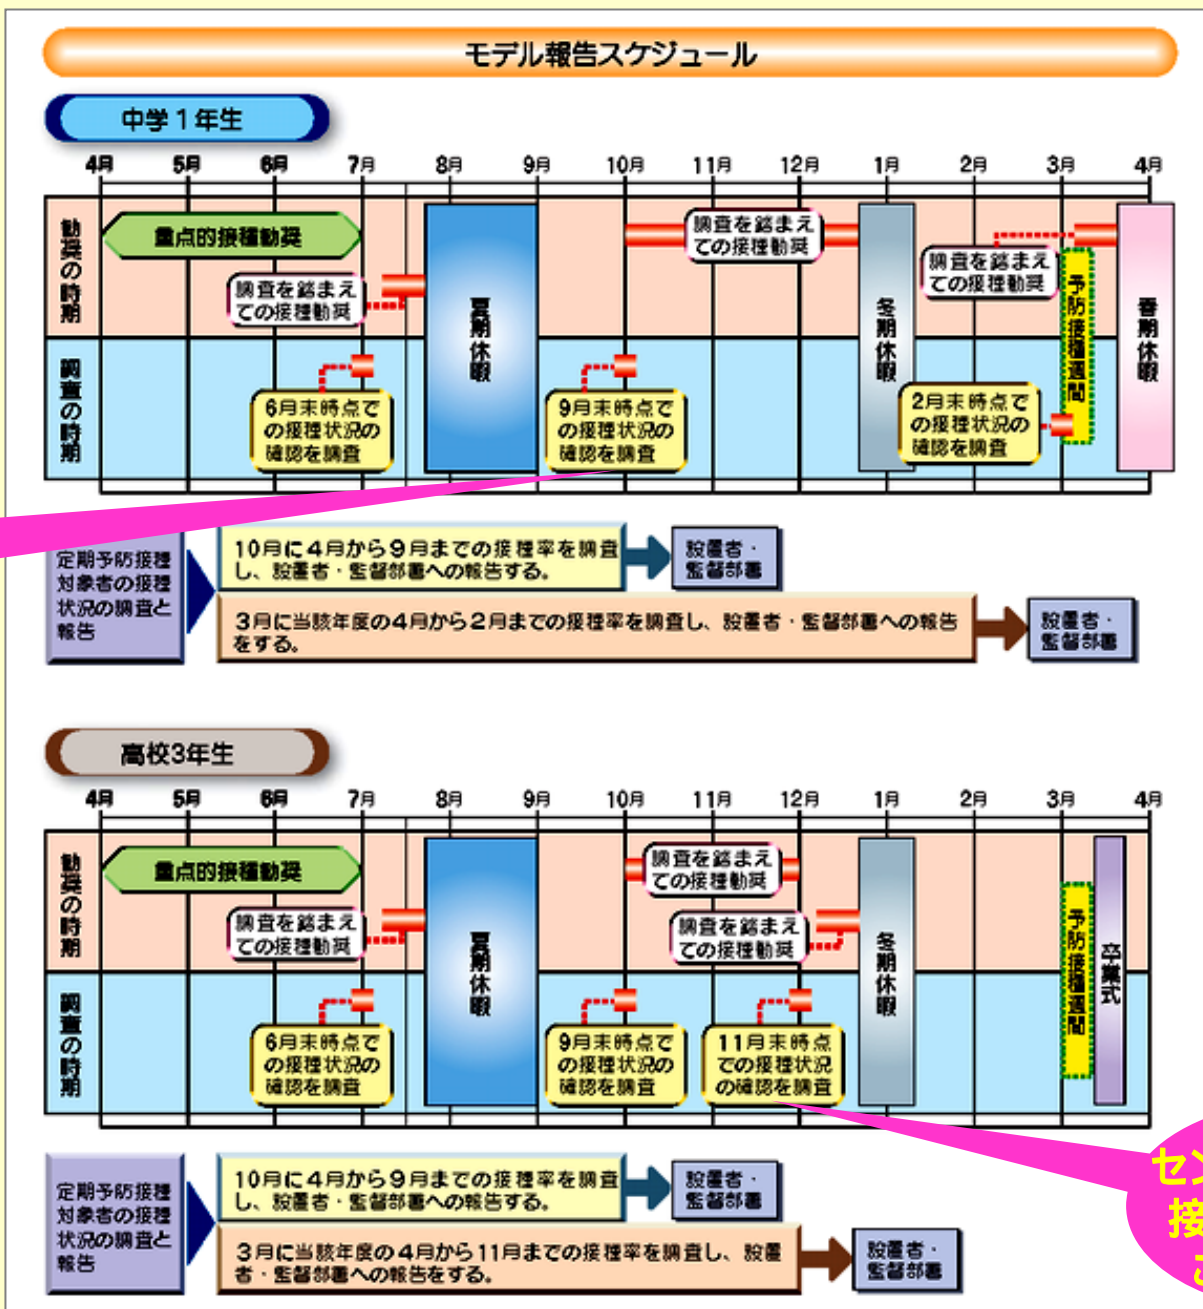 モデル報告スケジュール
中学1年生
4月 5月 6月 7月 8月 9月 10月 11月 12月 1月 2月 3月 4月
勧奨の時期
重点的接種勧奨
調査を踏まえ
ての接種勧奨
調査を踏まえ
ての接種勧奨
調査を踏まえ
ての接種勧奨
調査の時期
6月末時点で
の接種状況の
確認を調査
夏期休暇
9月末時点で
の接種状況の
確認を調査
冬期休暇
2月末時点で
の接種状況の
確認を調査
予防接種週間
春期休暇
定期予防接種
対象者の接種
状況の調査と
報告
10月に4月から9月までの接種率を調査
し、設置者・監督部署への報告する。
設置者・
監督部署
3月に当該年度の4月から2月までの接種率を調査し、設置者・監督部署への報告
をする。
設置者・
監督部署
高校3年生
4月 5月 6月 7月 8月 9月 10月 11月 12月 1月 2月 3月 4月
勧奨の時期
重点的接種勧奨
調査を踏まえ
ての接種勧奨
調査を踏まえ
ての接種勧奨
調査を踏まえ
ての接種勧奨
調査の時期
6月末時点で
の接種状況の
確認を調査
夏期休暇
9月末時点で
の接種状況の
確認を調査
11月末時点
での接種状況
の確認を調査
冬期休暇
予防接種週間
卒業式
定期予防接種
対象者の接種
状況の調査と
報告
10月に4月から9月までの接種率を調査
し、設置者・監督部署への報告する。
設置者・
監督部署
3月に当該年度の4月から11月までの接種率を調査し、設置
者・監督部署への報告をする。
設置者・
監督部署
セン
接